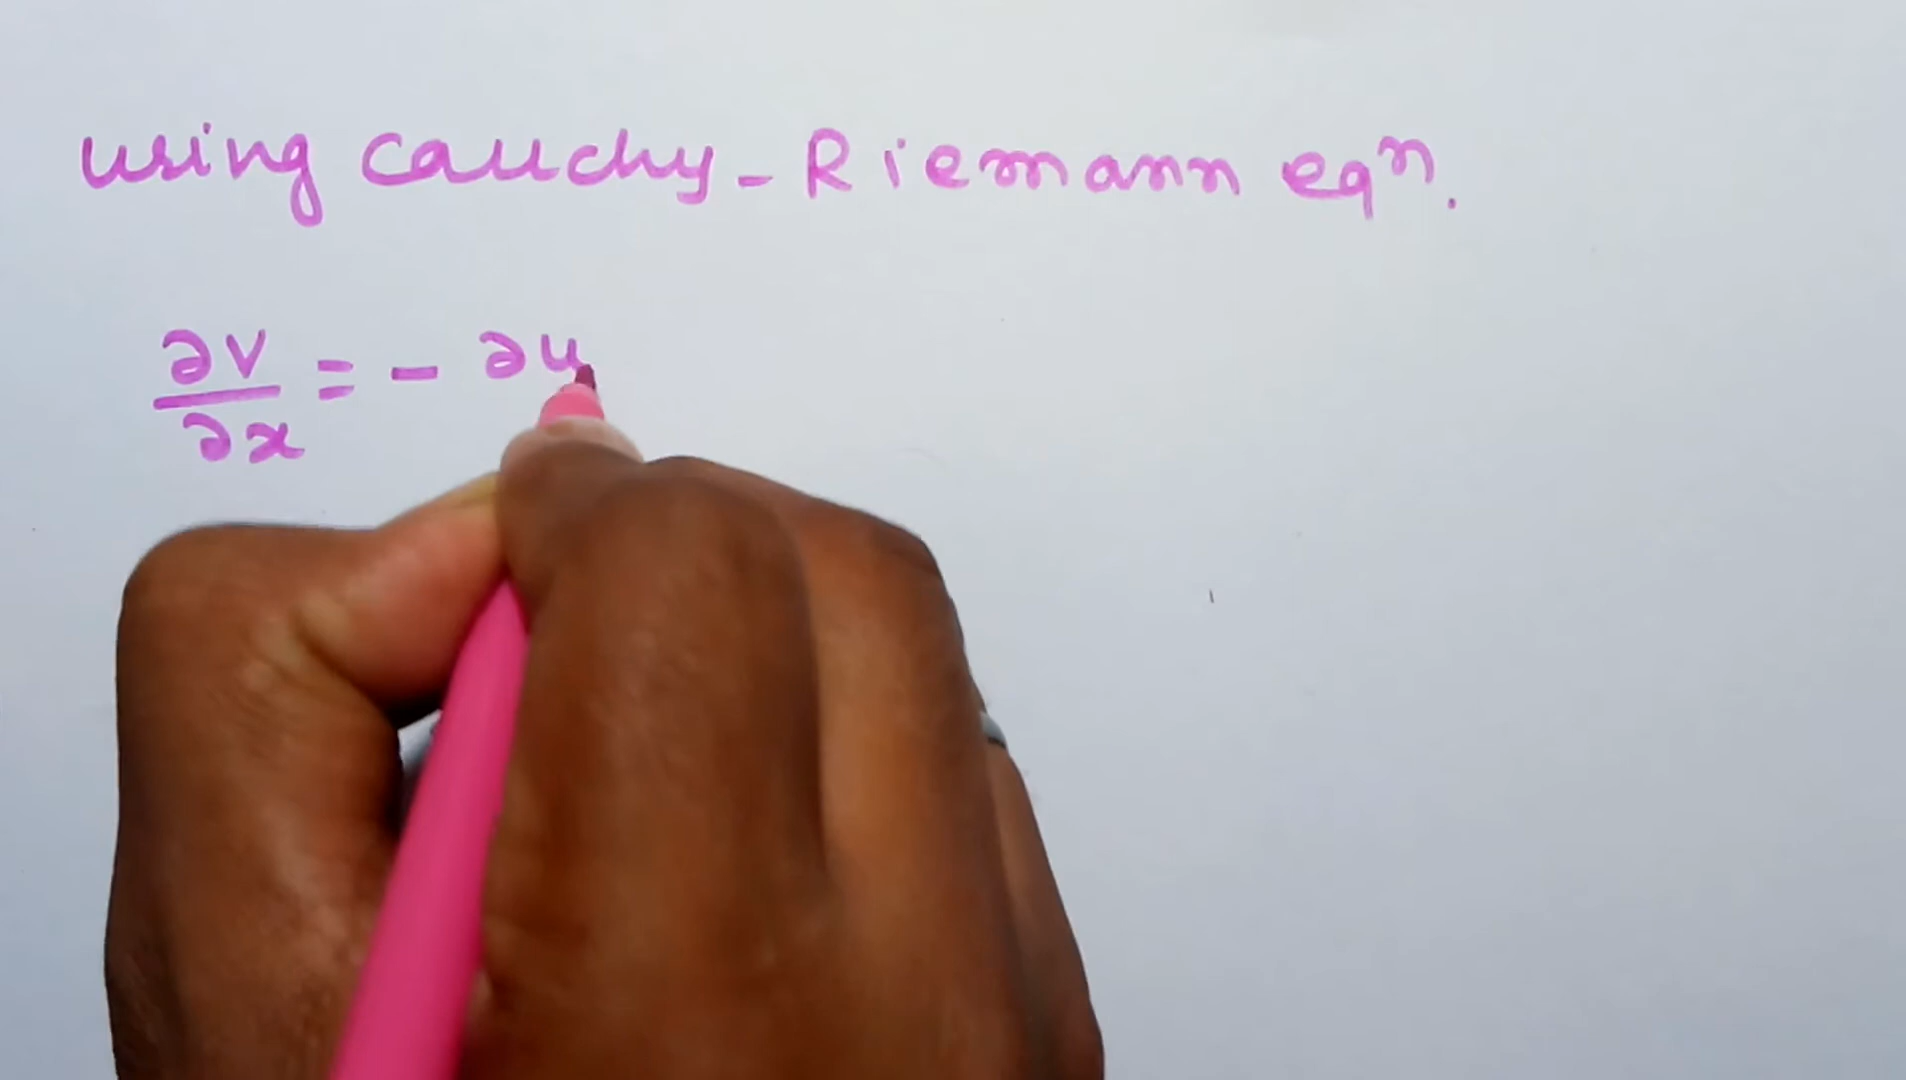 using cauchy - Riemann eqn.
∂v/∂x = - ∂u